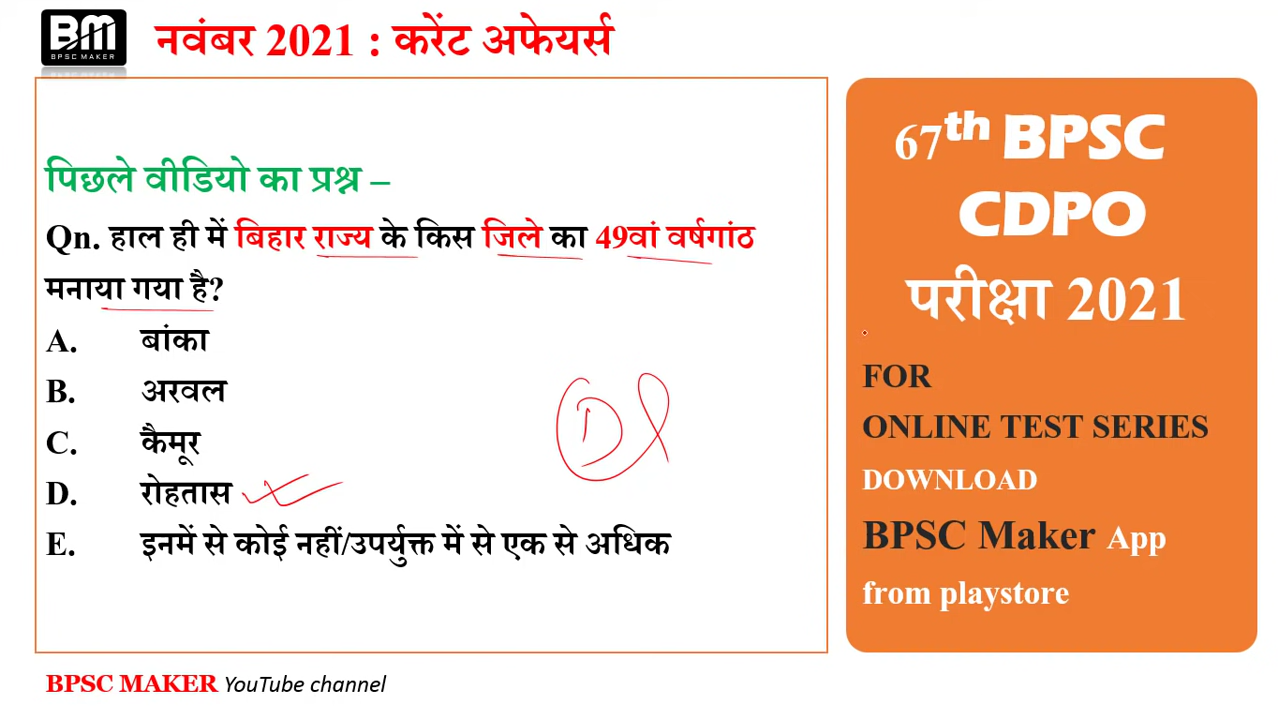 BM
BPSC MAKER
नवंबर 2021 : करेंट अफेयर्स
पिछले वीडियो का प्रश्न –
Qn. हाल ही में बिहार राज्य के किस जिले का 49वां वर्षगांठ
मनाया गया है?
A. बांका
B. अरवल
C. कैमूर
D. रोहतास
E. इनमें से कोई नहीं/उपर्युक्त में से एक से अधिक
D
67th BPSC
CDPO
परीक्षा 2021
FOR
ONLINE TEST SERIES
DOWNLOAD
BPSC Maker App
from playstore
BPSC MAKER YouTube channel